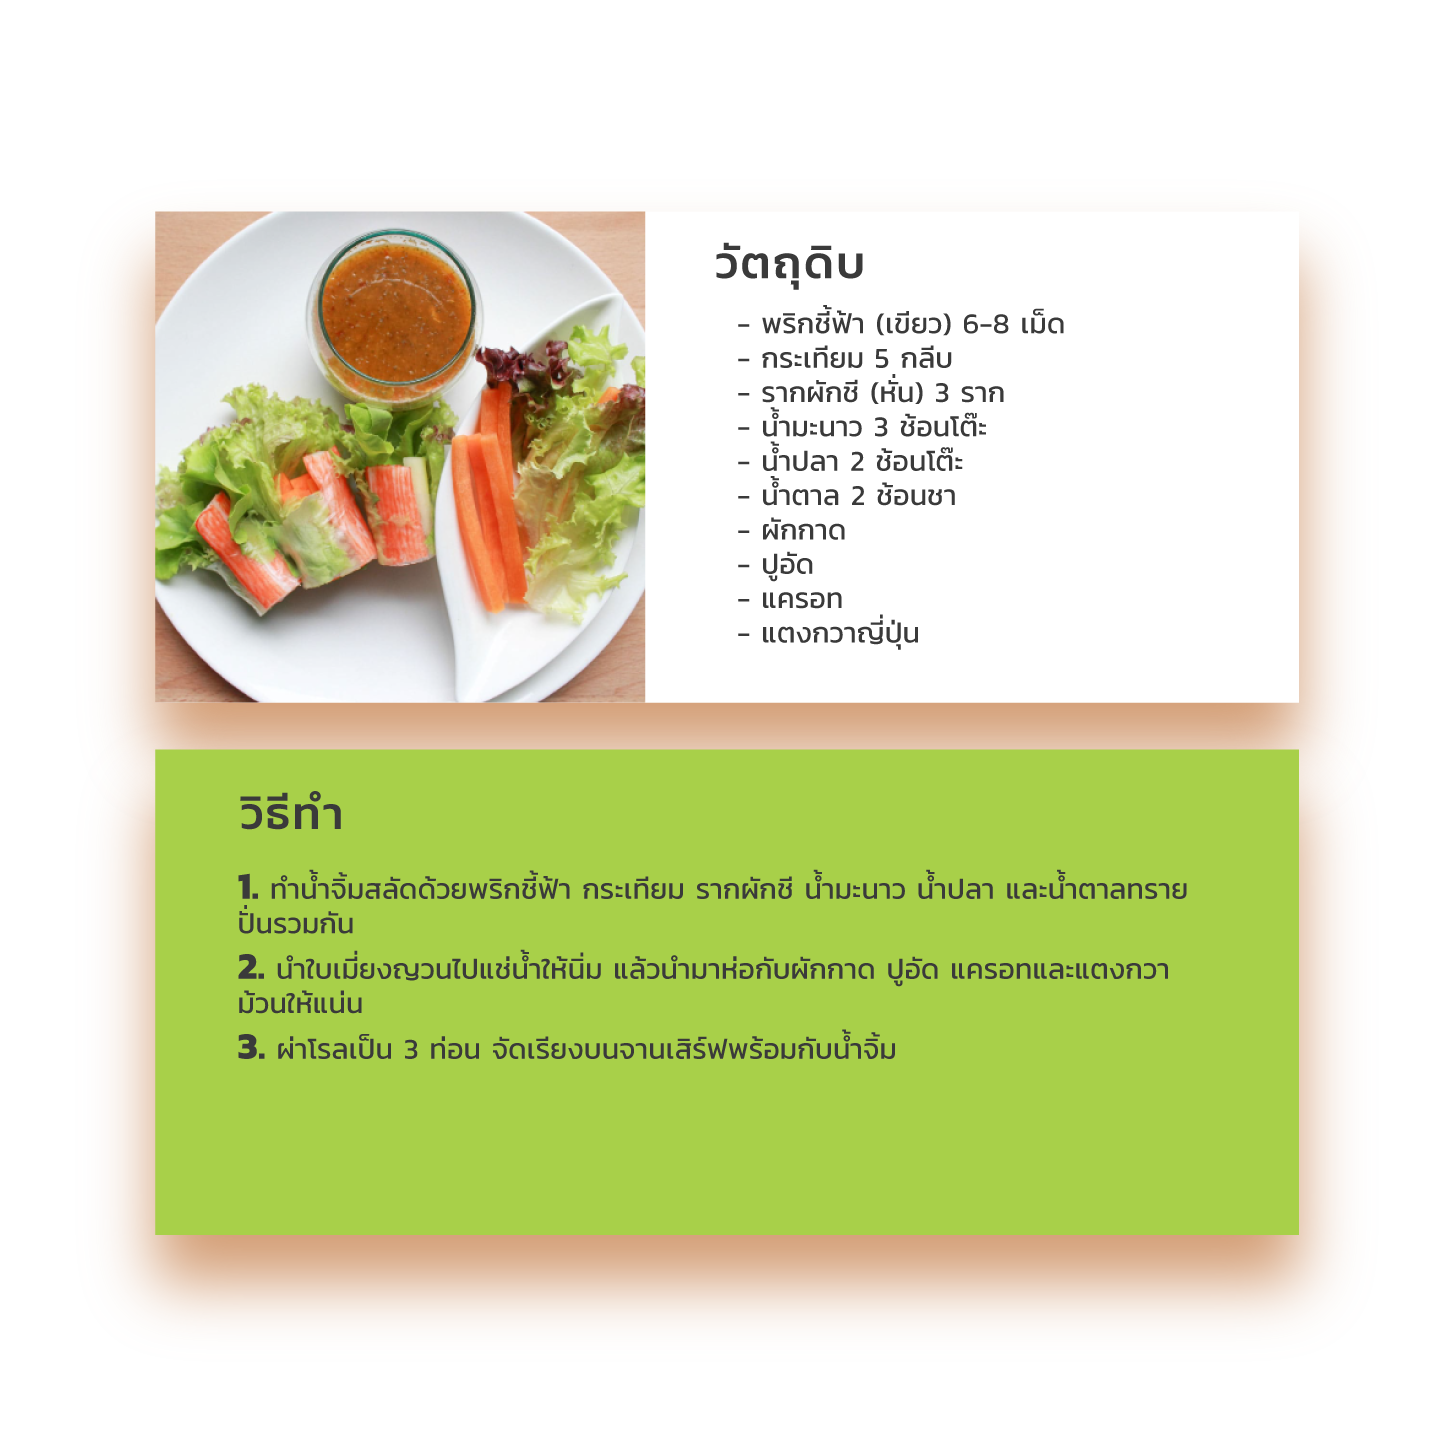 วัตถุดิบ
- พริกชี้ฟ้า (เขียว) 6-8 เม็ด
- กระเทียม 5 กลีบ
- รากผักชี (หั่น) 3 ราก
- น้ำมะนาว 3 ช้อนโต๊ะ
- น้ำปลา 2 ช้อนโต๊ะ
- น้ำตาล 2 ช้อนชา
- ผักกาด
- ปูอัด
- แครอท
- แตงกวาญี่ปุ่น
วิธีทำ
1. ทำน้ำจิ้มสลัดด้วยพริกชี้ฟ้า กระเทียม รากผักชี น้ำมะนาว น้ำปลา และน้ำตาลทราย
ปั่นรวมกัน
2. นำใบเมี่ยงญวนไปแช่น้ำให้นิ่ม แล้วนำมาห่อกับผักกาด ปูอัด แครอทและแตงกวา
ม้วนให้แน่น
3. ผ่าโรลเป็น 3 ท่อน จัดเรียงบนจานเสิร์ฟพร้อมกับน้ำจิ้ม